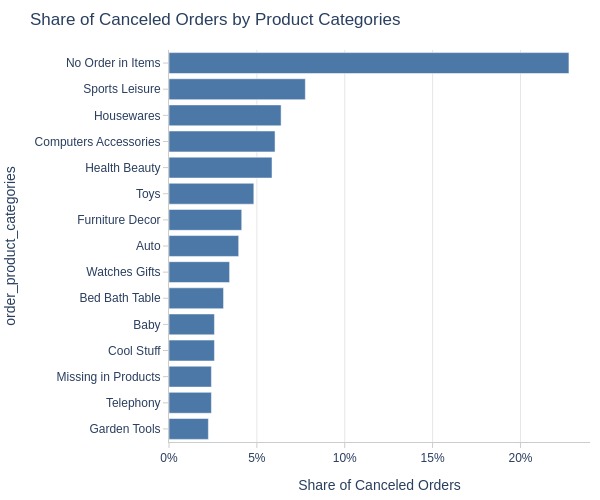 Share of Canceled Orders by Product Categories
No Order in Items
Sports Leisure
Housewares
Computers Accessories
Health Beauty
Toys
Furniture Decor
Auto
Watches Gifts
Bed Bath Table
Baby
Cool Stuff
Missing in Products
Telephony
Garden Tools
order_product_categories
0% 5% 10% 15% 20%
Share of Canceled Orders